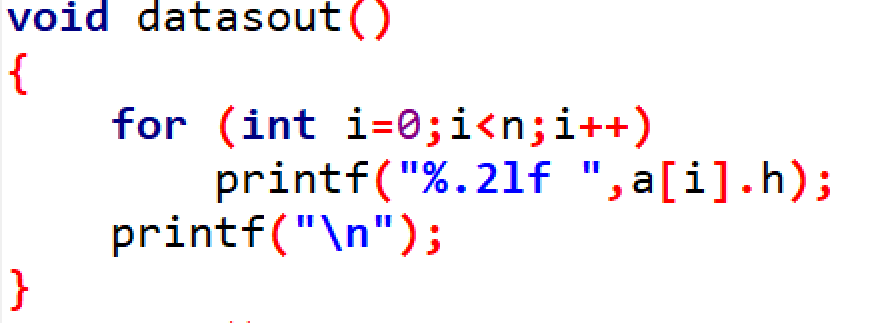 void datasout()
{
    for (int i=0;i<n;i++)
        printf("%.2lf ",a[i].h);
    printf("\n");
}